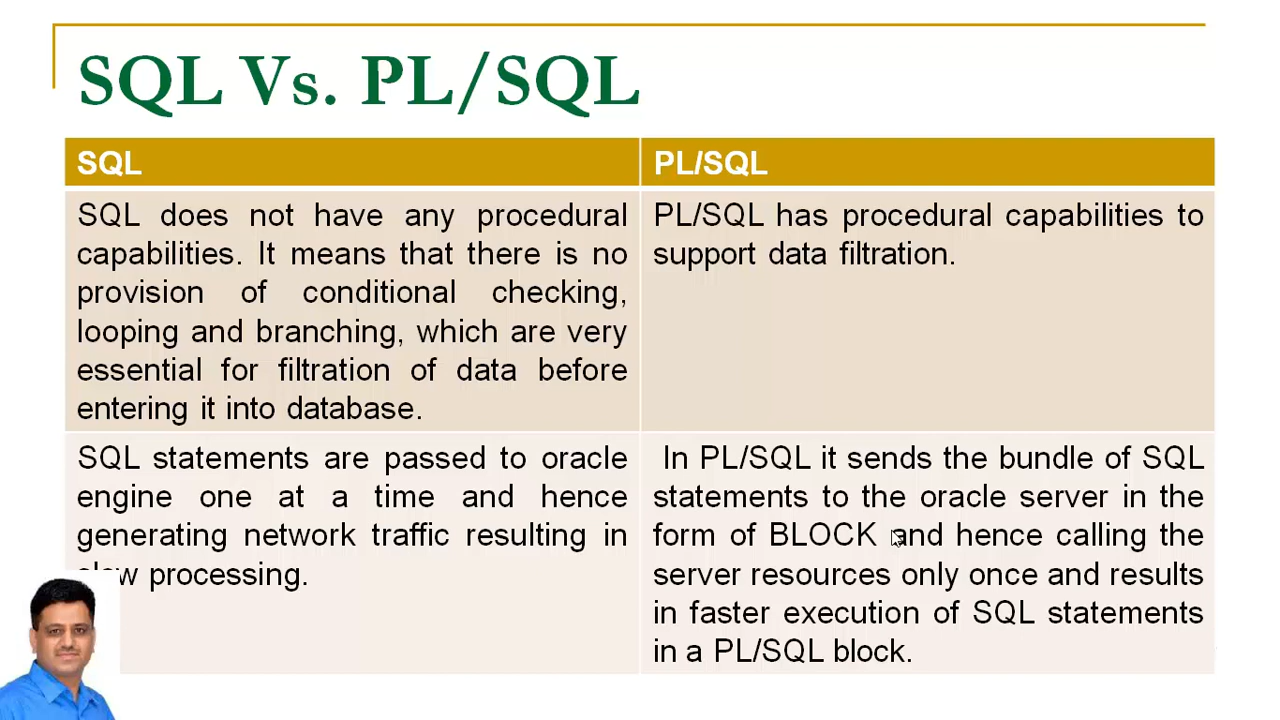 SQL Vs. PL/SQL
SQL
PL/SQL
SQL does not have any procedural
capabilities. It means that there is no
provision of conditional checking,
looping and branching, which are very
essential for filtration of data before
entering it into database.
PL/SQL has procedural capabilities to
support data filtration.
SQL statements are passed to oracle
engine one at a time and hence
generating network traffic resulting in
slow processing.
In PL/SQL it sends the bundle of SQL
statements to the oracle server in the
form of BLOCK and hence calling the
server resources only once and results
in faster execution of SQL statements
in a PL/SQL block.